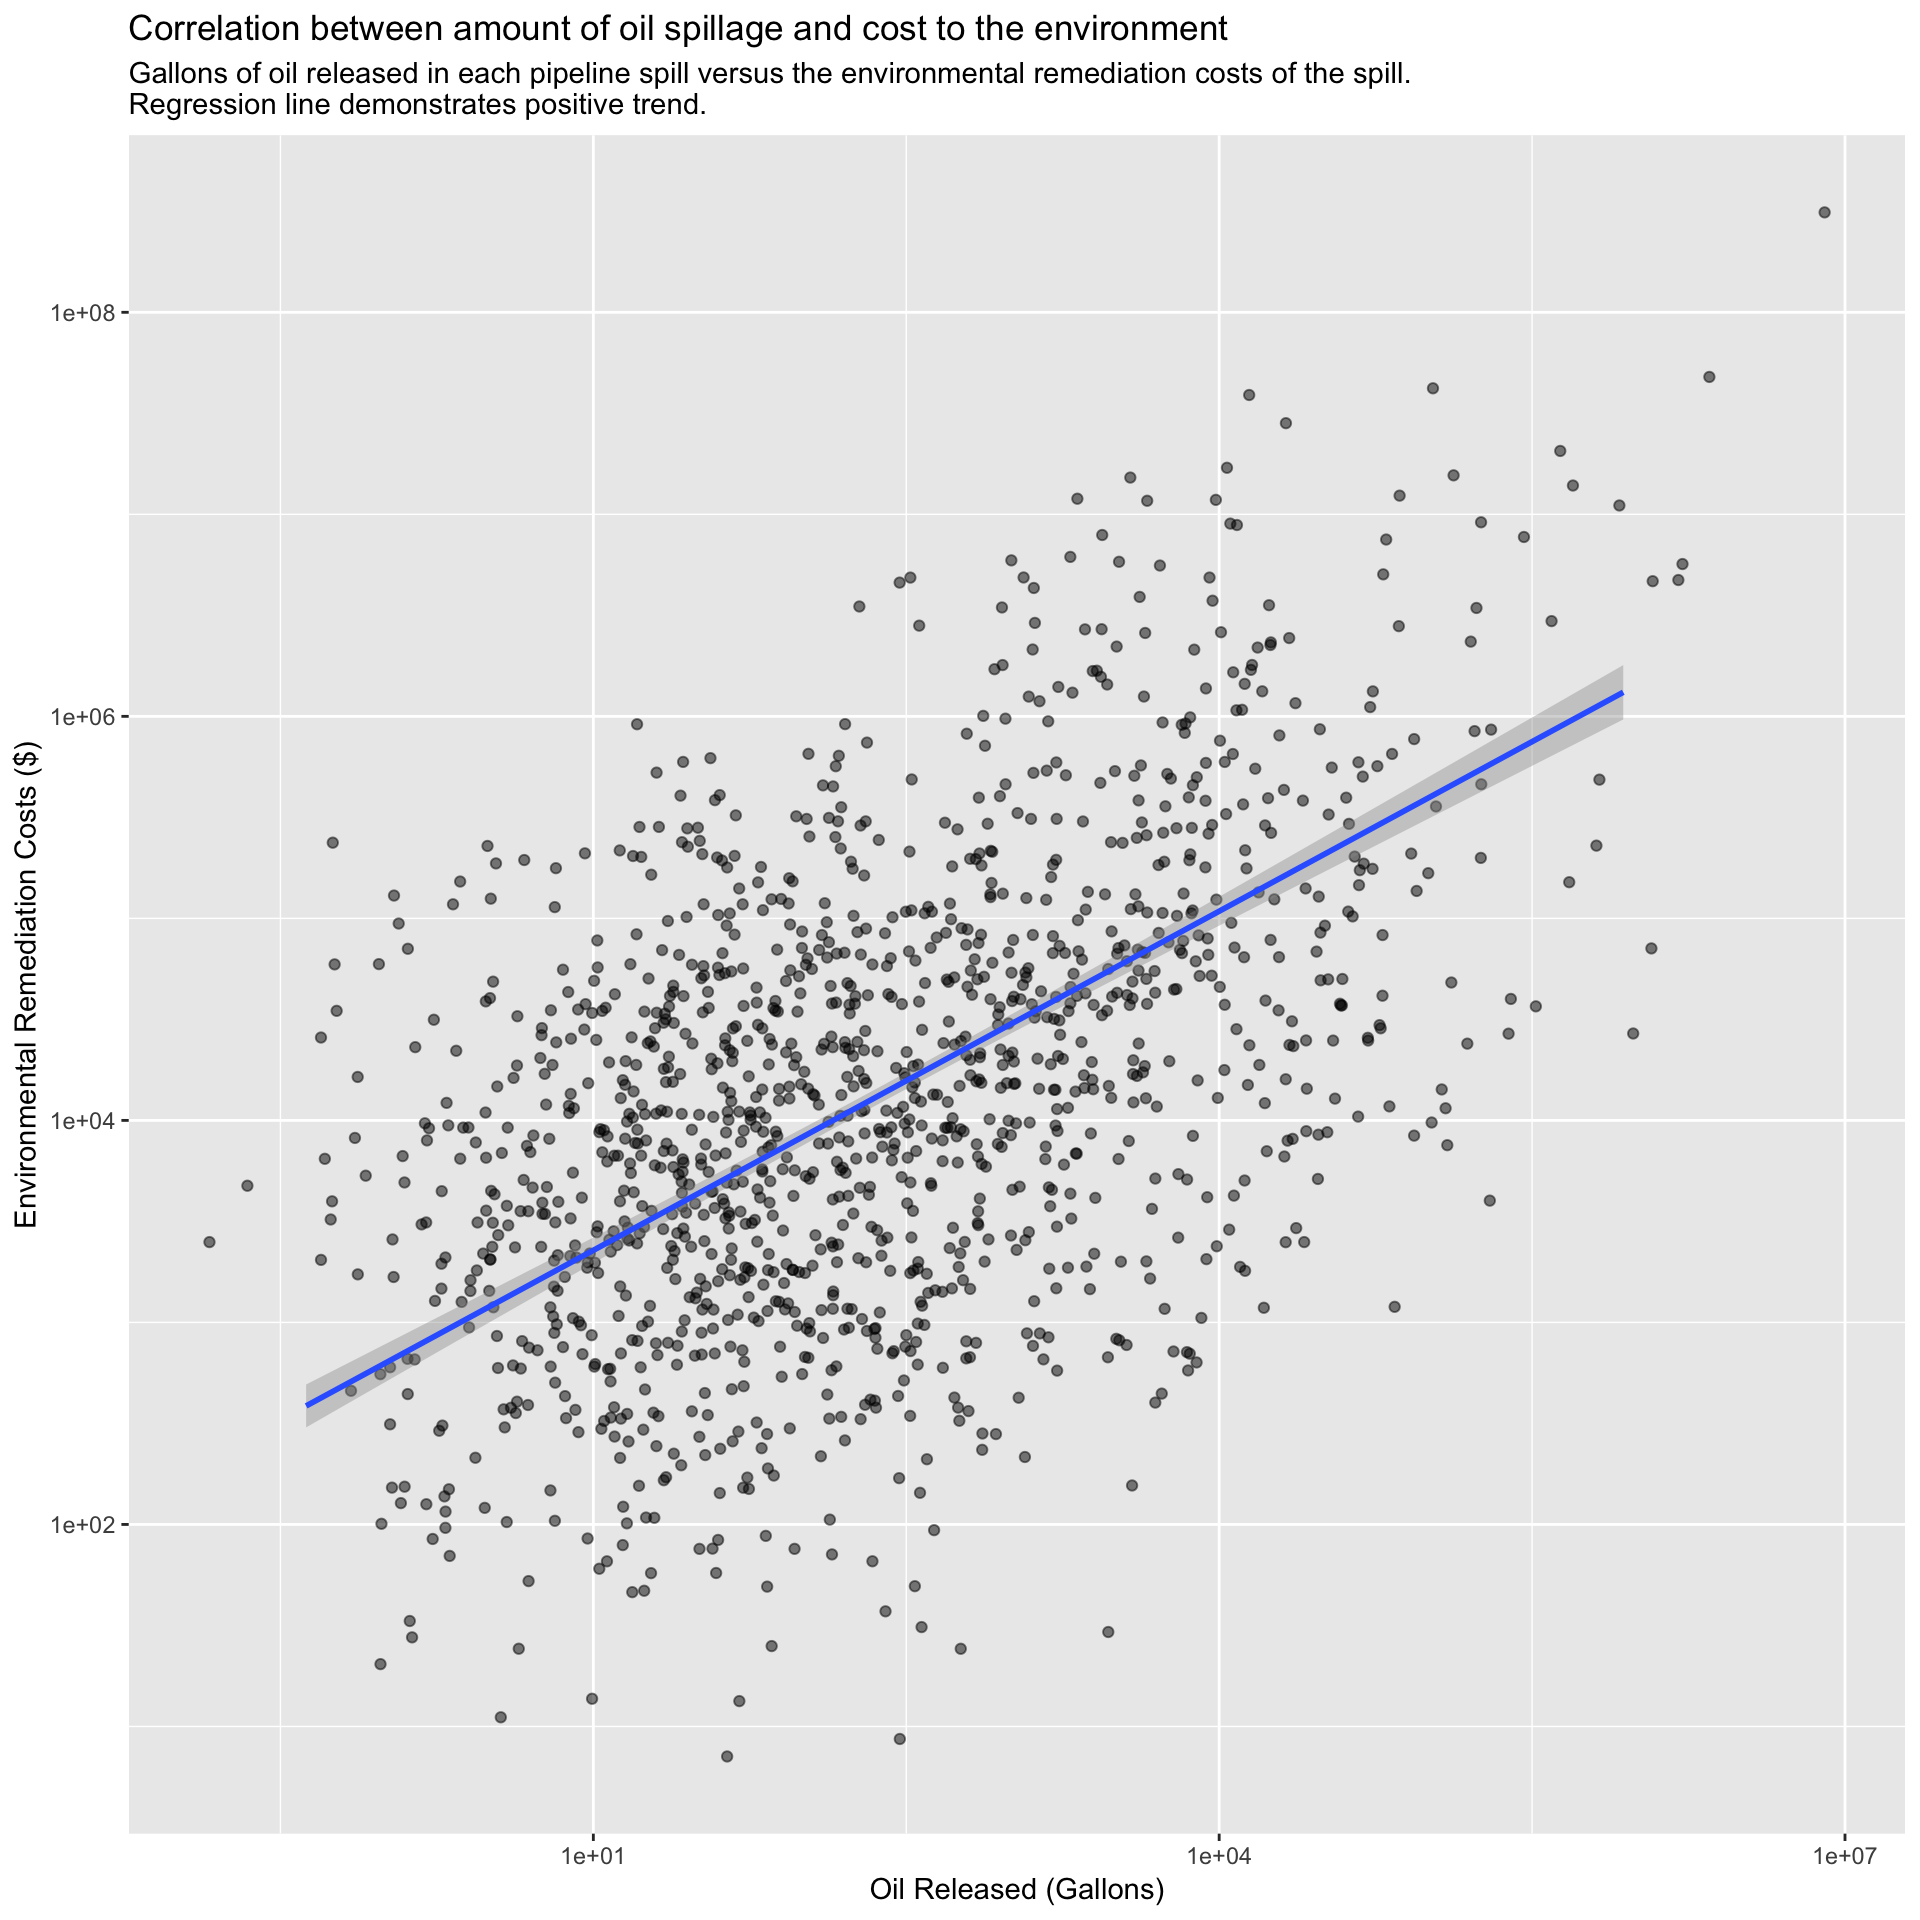 Correlation between amount of oil spillage and cost to the environment
Gallons of oil released in each pipeline spill versus the environmental remediation costs of the spill.
Regression line demonstrates positive trend.
Environmental Remediation Costs ($)
1e+08
1e+06
1e+04
1e+02
1e+01
1e+04
1e+07
Oil Released (Gallons)